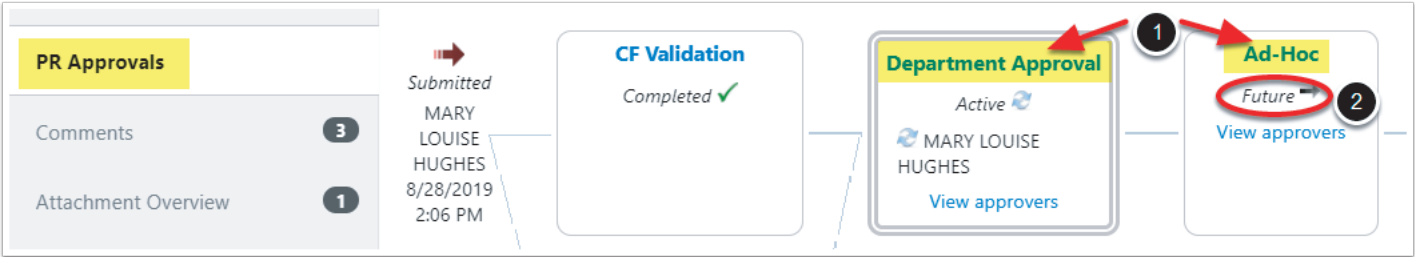 PR Approvals
Comments
3
Attachment Overview
1
Submitted
MARY
LOUISE
HUGHES
8/28/2019
2:06 PM
CF Validation
Completed
Department Approval
Active
MARY LOUISE
HUGHES
View approvers
1
Ad-Hoc
Future
2
View approvers